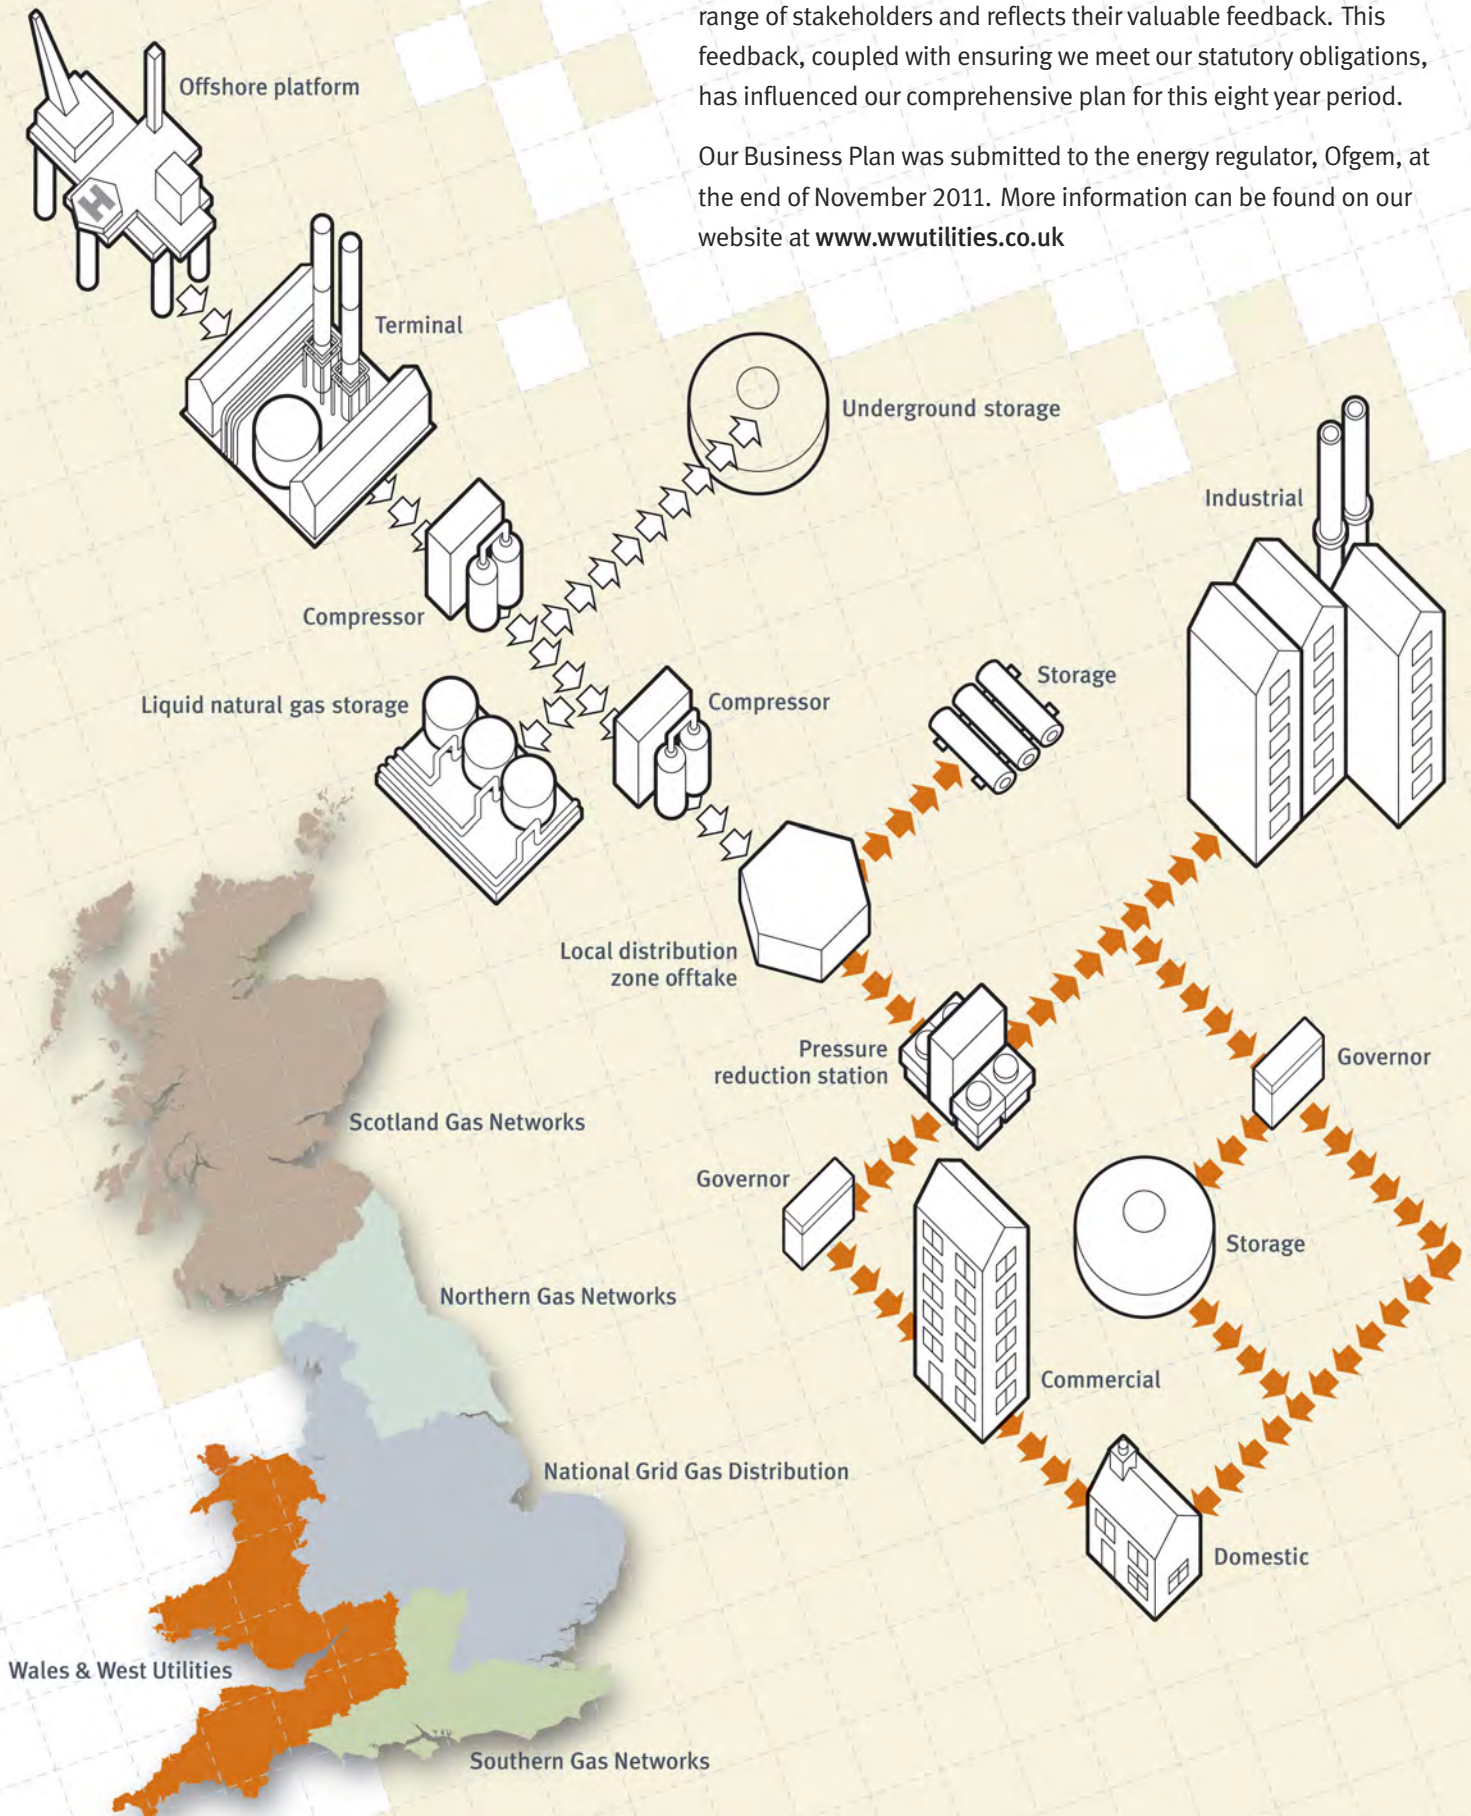 range of stakeholders and reflects their valuable feedback. This
feedback, coupled with ensuring we meet our statutory obligations,
has influenced our comprehensive plan for this eight year period.
Our Business Plan was submitted to the energy regulator, Ofgem, at
the end of November 2011. More information can be found on our
website at www.wwutilities.co.uk
Offshore platform
H
Terminal
Underground storage
Industrial
Compressor
Liquid natural gas storage
Compressor
Storage
Local distribution
zone offtake
Pressure
reduction station
Governor
Scotland Gas Networks
Governor
Storage
Northern Gas Networks
Commercial
National Grid Gas Distribution
Domestic
Wales & West Utilities
Southern Gas Networks